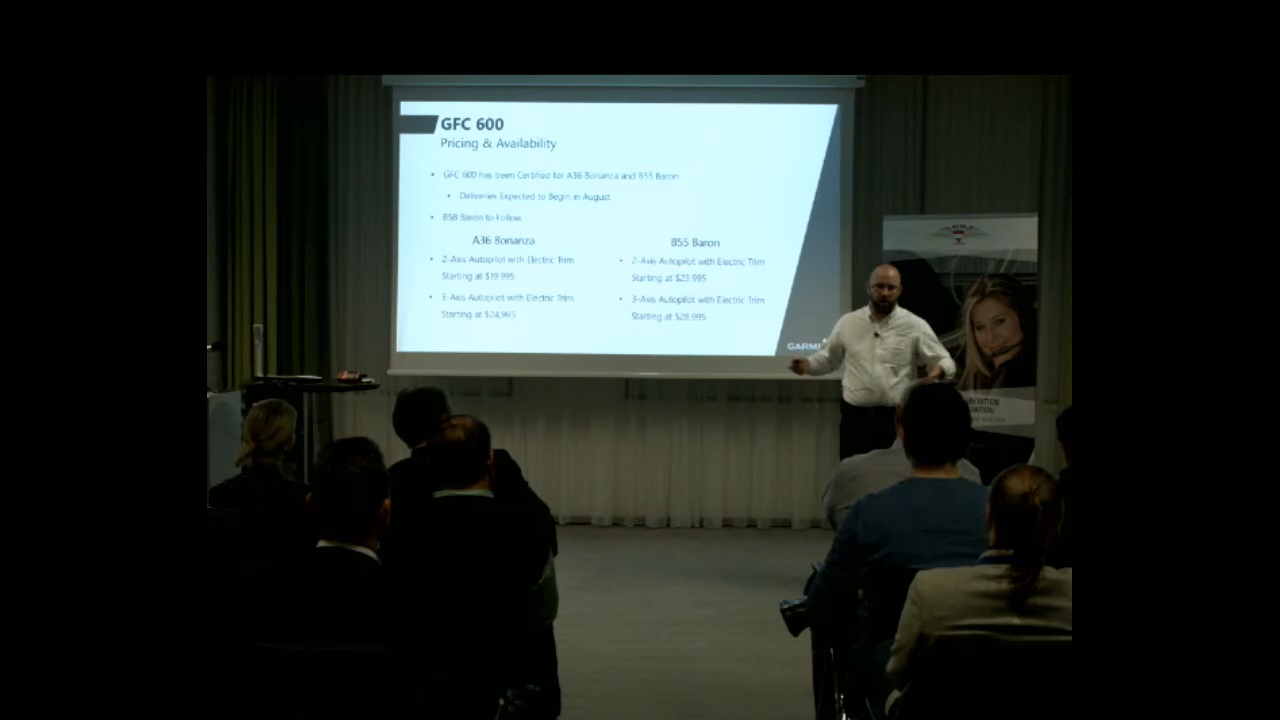 GFC 600
Pricing & Availability
• GFC 600 has been Certified for A36 Bonanza and B55 Baron
• Deliveries Expected to Begin in August
• B58 Baron to Follow
A36 Bonanza
• 2-Axis Autopilot with Electric Trim
Starting at $19,995
• 3-Axis Autopilot with Electric Trim
Starting at $24,995
B55 Baron
• 2-Axis Autopilot with Electric Trim
Starting at $23,995
• 3-Axis Autopilot with Electric Trim
Starting at $28,995
GARMI